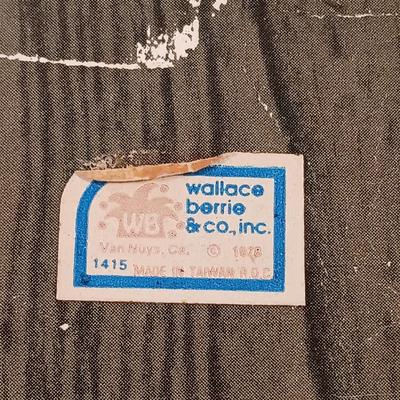 wallace
berrie
& co., inc.
WB
Van Nuys, Ca. © 1978
1415 MADE IN TAIWAN R.O.C.